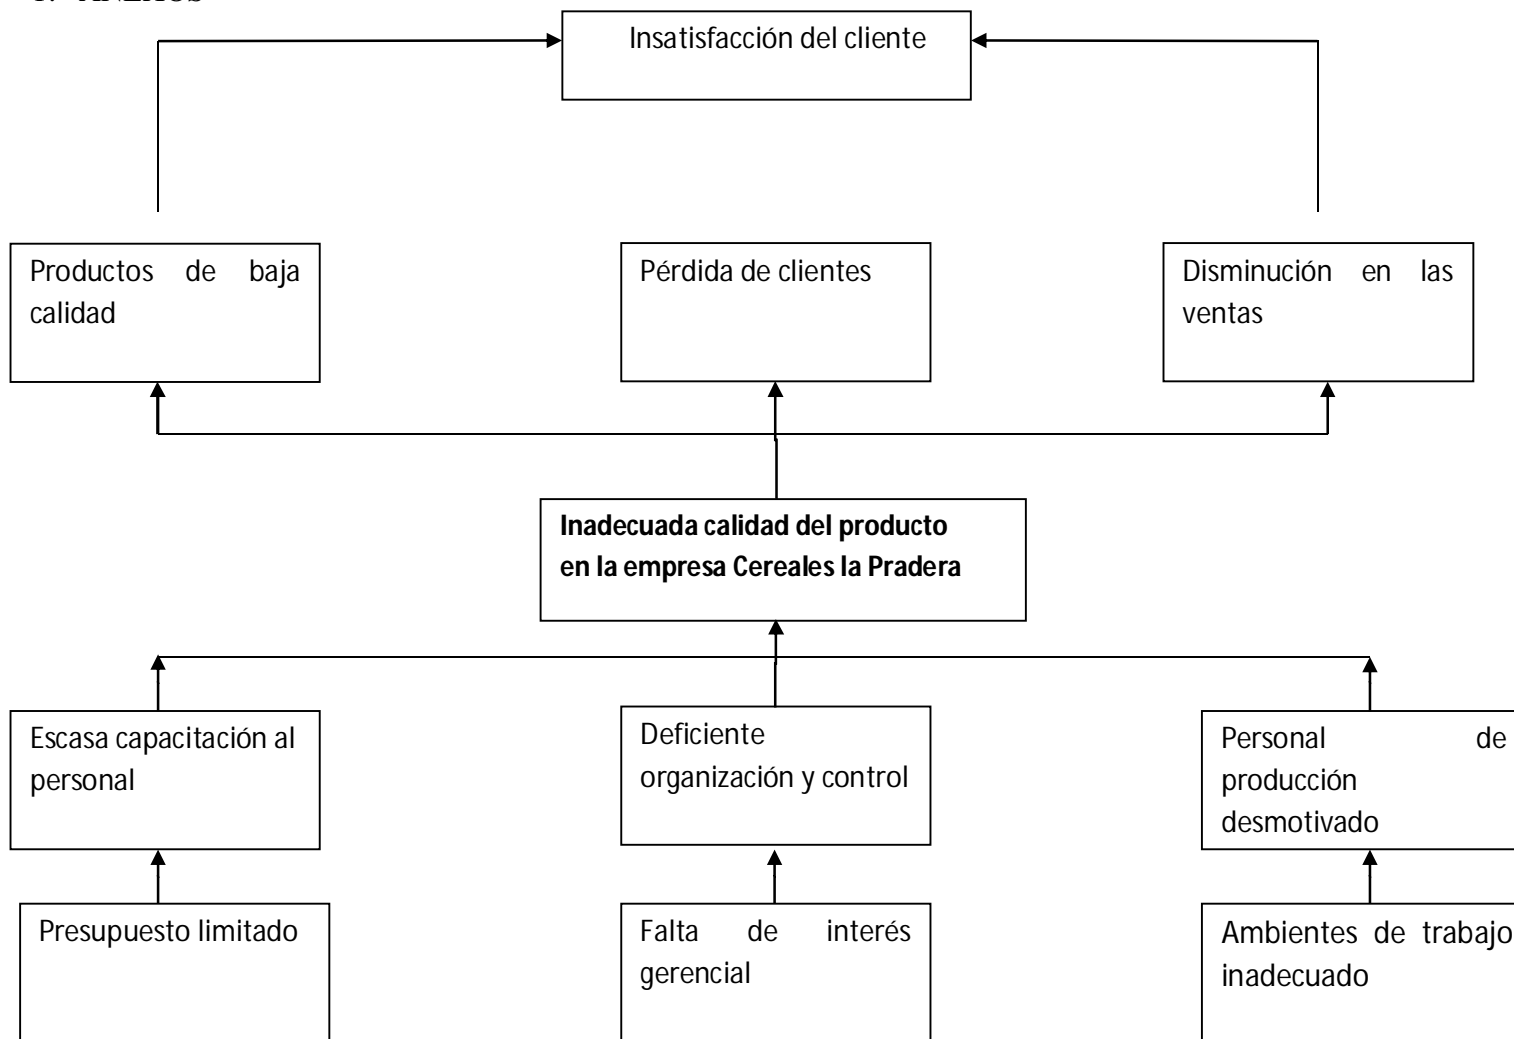 Insatisfacción del cliente
Productos de baja
calidad
Pérdida de clientes
Disminución en las
ventas
Inadecuada calidad del producto
en la empresa Cereales la Pradera
Escasa capacitación al
personal
Deficiente
organización y control
Personal de
producción
desmotivado
Presupuesto limitado
Falta de interés
gerencial
Ambientes de trabajo
inadecuado